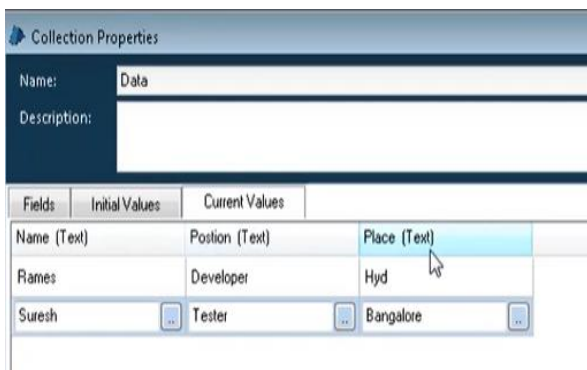 Collection Properties
Name: Data
Description:
Fields Initial Values Current Values
Name (Text) Postion (Text) Place (Text)
Rames Developer Hyd
Suresh .. Tester .. Bangalore ..